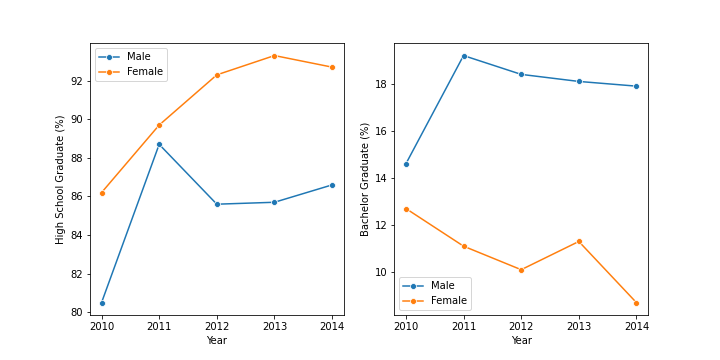 Male
Female
92
90
88
86
84
82
80
High School Graduate (%)
2010 2011 2012 2013 2014
Year
18
16
14
12
10
Bachelor Graduate (%)
Male
Female
2010 2011 2012 2013 2014
Year